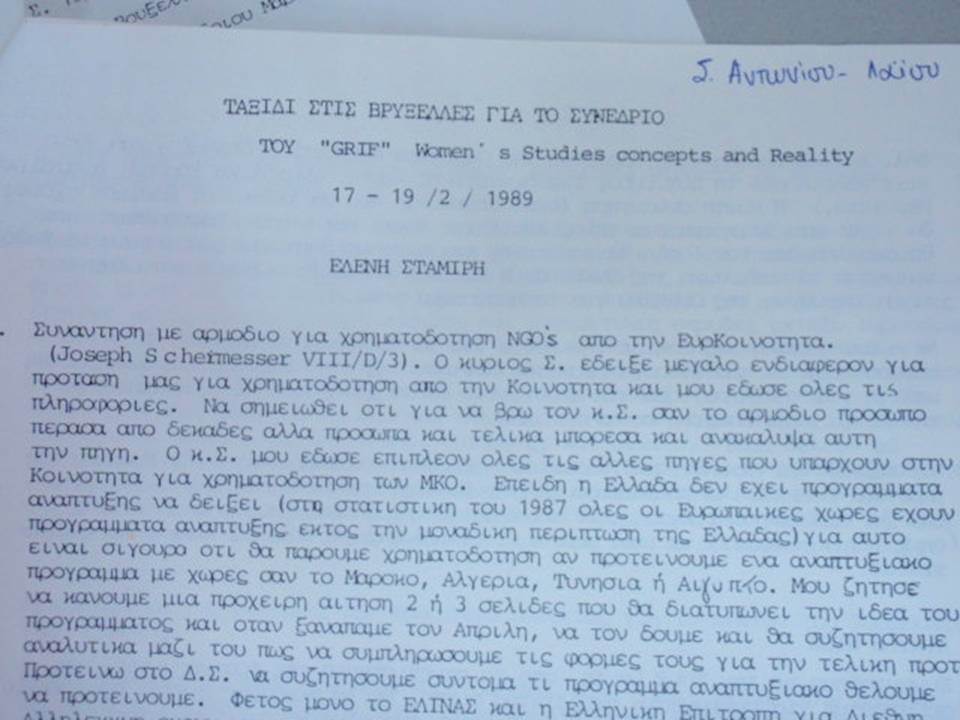 Σ.
Βρυξελλ
Σ. Αντωνίου - Λαΐου
ΤΑΞΙΔΙ ΣΤΙΣ ΒΡΥΞΕΛΛΕΣ ΓΙΑ ΤΟ ΣΥΝΕΔΡΙΟ
ΤΟΥ "GRIF" Women's Studies concepts and Reality
17 - 19 /2 / 1989
ΕΛΕΝΗ ΣΤΑΜΙΡΗ
. Συναντηση με αρμοδιο για χρηματοδοτηση NGO's απο την ΕυρΚοινοτητα.
(Joseph Scheimesser VIII/D/3). Ο κυριος Σ. εδειξε μεγαλο ενδιαφερον για
προταση μας για χρηματοδοτηση απο την Κοινοτητα και μου εδωσε ολες τις
πληροφοριες. Να σημειωθει οτι για να βρω τον κ.Σ. σαν το αρμοδιο προσωπο
περασα απο δεκαδες αλλα προσωπα και τελικα μπορεσα και ανακαλυψα αυτη
την πηγη. Ο κ.Σ. μου εδωσε επιπλεον ολες τις αλλες πηγες που υπαρχουν στην
Κοινοτητα για χρηματοδοτηση των ΜΚΟ. Επειδη η Ελλαδα δεν εχει προγραμματα
αναπτυξης να δειξει (στη στατιστικη του 1987 ολες οι Ευρωπαικες χωρες εχουν
προγραμματα αναπτυξης εκτος την μοναδικη περιπτωση της Ελλαδας) για αυτο
ειναι σιγουρο οτι θα παρουμε χρηματοδοτηση αν προτεινουμε ενα αναπτυξιακο
προγραμμα με χωρες σαν το Μαροκο, Αλγερια, Τυνησια ή Αιγυπτο. Μου ζητησε
να κανουμε μια προχειρη αιτηση 2 ή 3 σελιδες που θα διατυπωνει την ιδεα του
προγραμματος και οταν ξαναπαμε τον Απριλη, να τον δουμε και θα συζητησουμε
αναλυτικα μαζι του πως να συμπληρωσουμε τις φορμες τους για την τελικη προτ
Προτεινω στο Δ.Σ. να συζητησουμε συντομα τι προγραμμα αναπτυξιακο θελουμε
να προτεινουμε. Φετος μονο το ΕΛΙΝΑΣ και η Ελληνικη Επιτροπη για Διεθνη